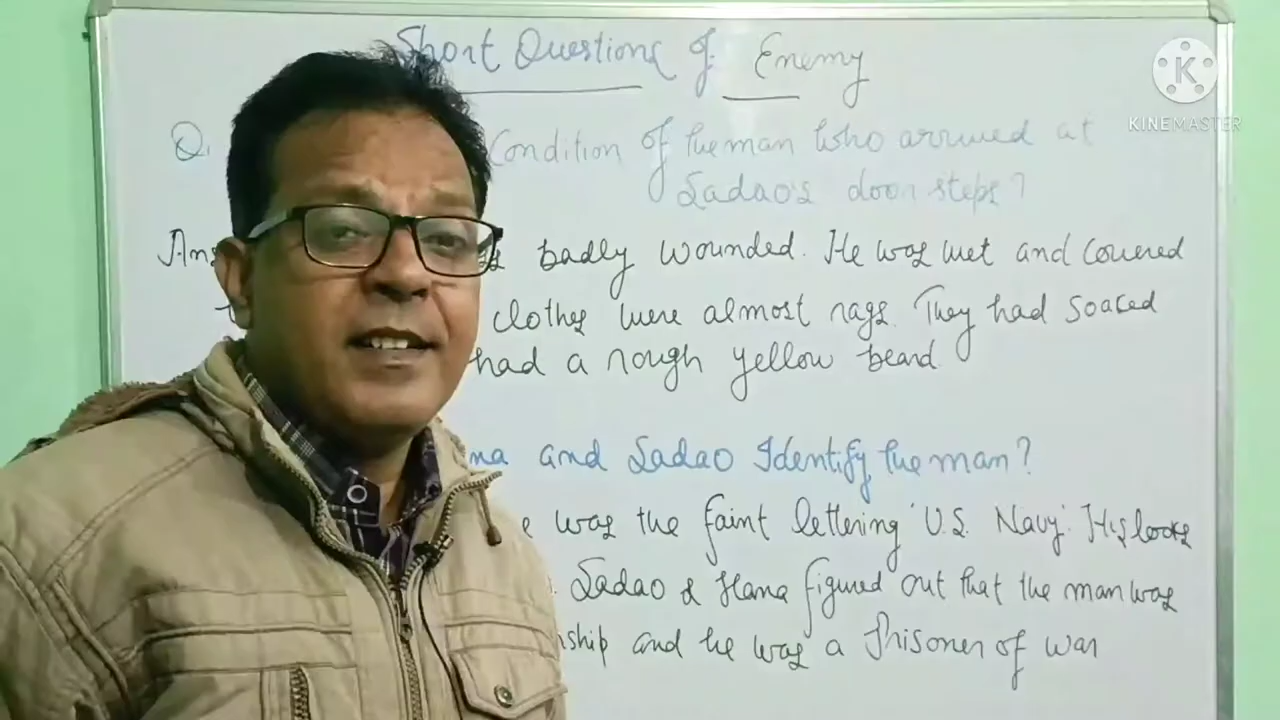 Short Questions of Enemy
KINEMASTER
Q. Condition of the man who arrived at
Sadao's door steps?
Ans badly wounded. He was wet and covered
clothes were almost rags. They had soaked
had a rough yellow beard.
and Sadao Identify the man?
was the faint lettering 'U.S. Navy'. His looks
Sadao & Hana figured out that the man was
and he was a Prisoner of war